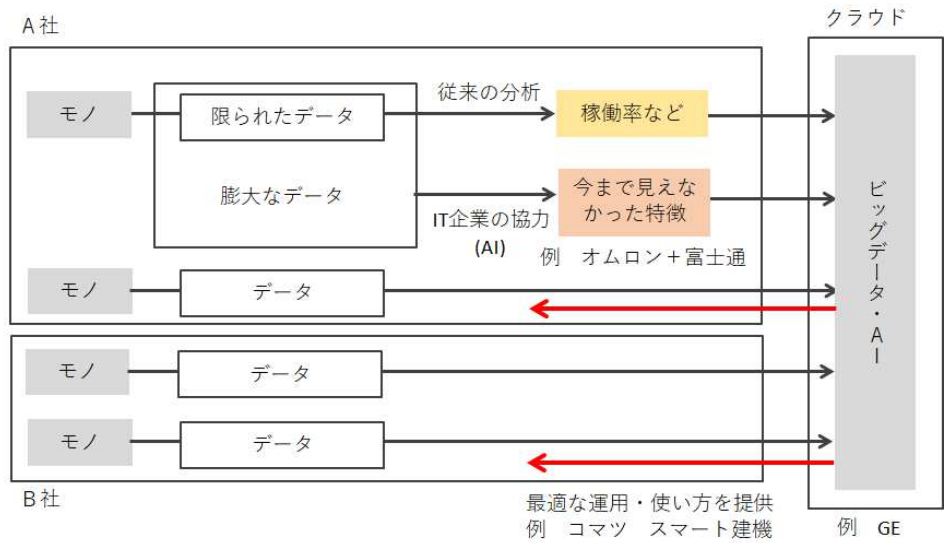 A社
クラウド
モノ
限られたデータ
従来の分析
稼働率など
膨大なデータ
IT企業の協力
(AI)
今まで見えな
かった特徴
例　オムロン＋富士通
モノ
データ
ビッグデータ・AI
モノ
データ
モノ
データ
B社
最適な運用・使い方を提供
例　コマツ　スマート建機
例　GE